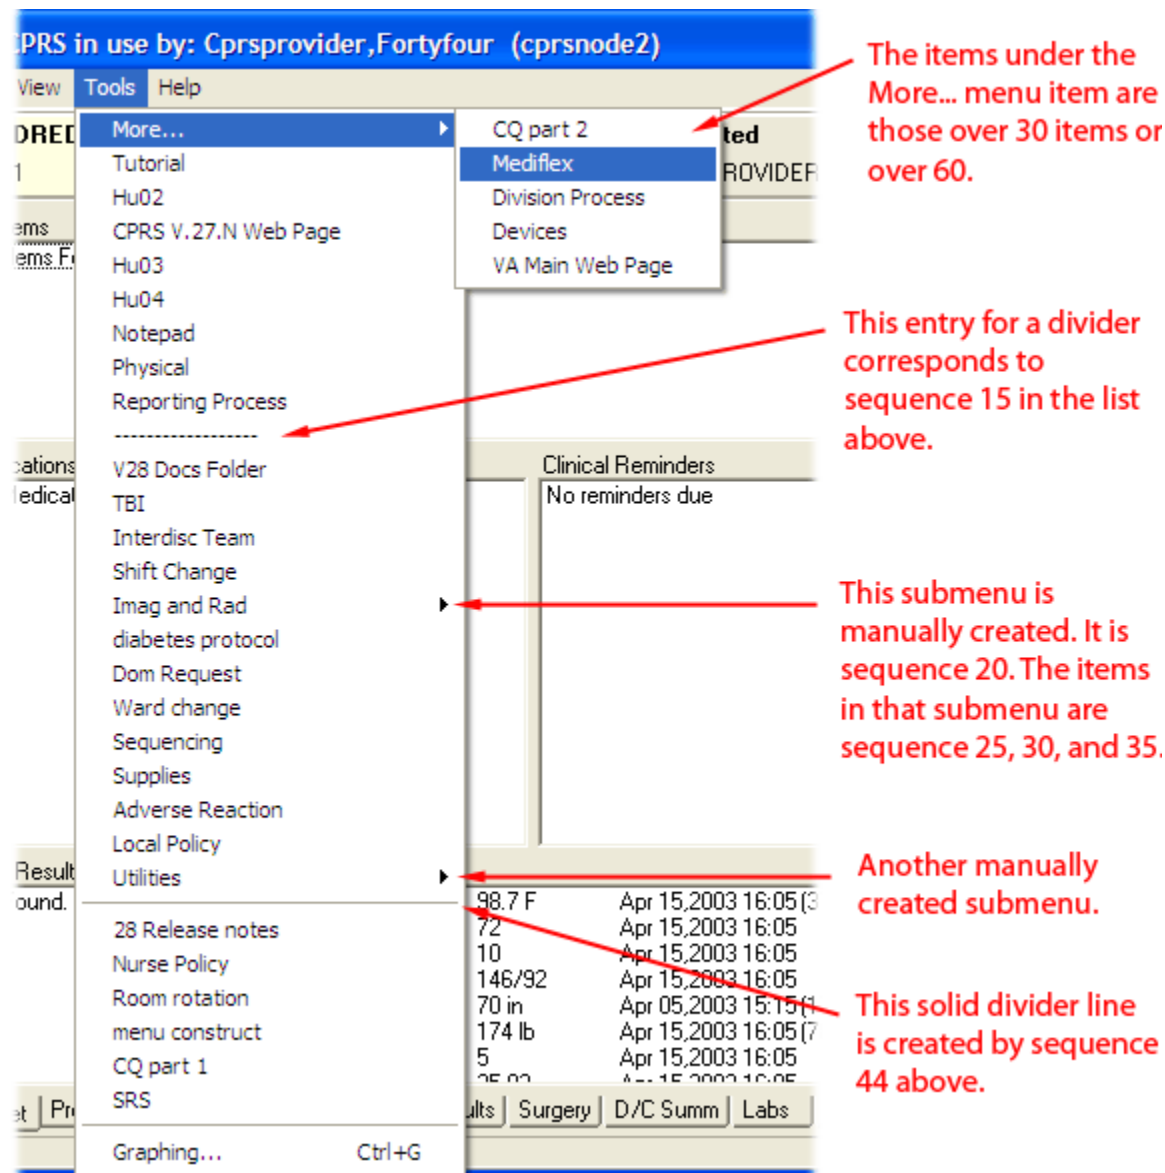 CPRS in use by: Cprsprovider,Fortyfour (cprsnode2)
View Tools Help
More...
Tutorial
Hu02
CPRS V.27.N Web Page
Hu03
Hu04
Notepad
Physical
Reporting Process
------------------
V28 Docs Folder
TBI
Interdisc Team
Shift Change
Imag and Rad
diabetes protocol
Dom Request
Ward change
Sequencing
Supplies
Adverse Reaction
Local Policy
Utilities
28 Release notes
Nurse Policy
Room rotation
menu construct
CQ part 1
SRS
Graphing... Ctrl+G
CQ part 2
Mediflex
Division Process
Devices
VA Main Web Page
Clinical Reminders
No reminders due
98.7 F Apr 15,2003 16:05 (3
72 Apr 15,2003 16:05
10 Apr 15,2003 16:05
146/92 Apr 15,2003 16:05
70 in Apr 05,2003 15:15 (1
174 lb Apr 15,2003 16:05 (7
5 Apr 15,2003 16:05
Surgery D/C Summ Labs
The items under the
More... menu item are
those over 30 items or
over 60.
This entry for a divider
corresponds to
sequence 15 in the list
above.
This submenu is
manually created. It is
sequence 20. The items
in that submenu are
sequence 25, 30, and 35.
Another manually
created submenu.
This solid divider line
is created by sequence
44 above.